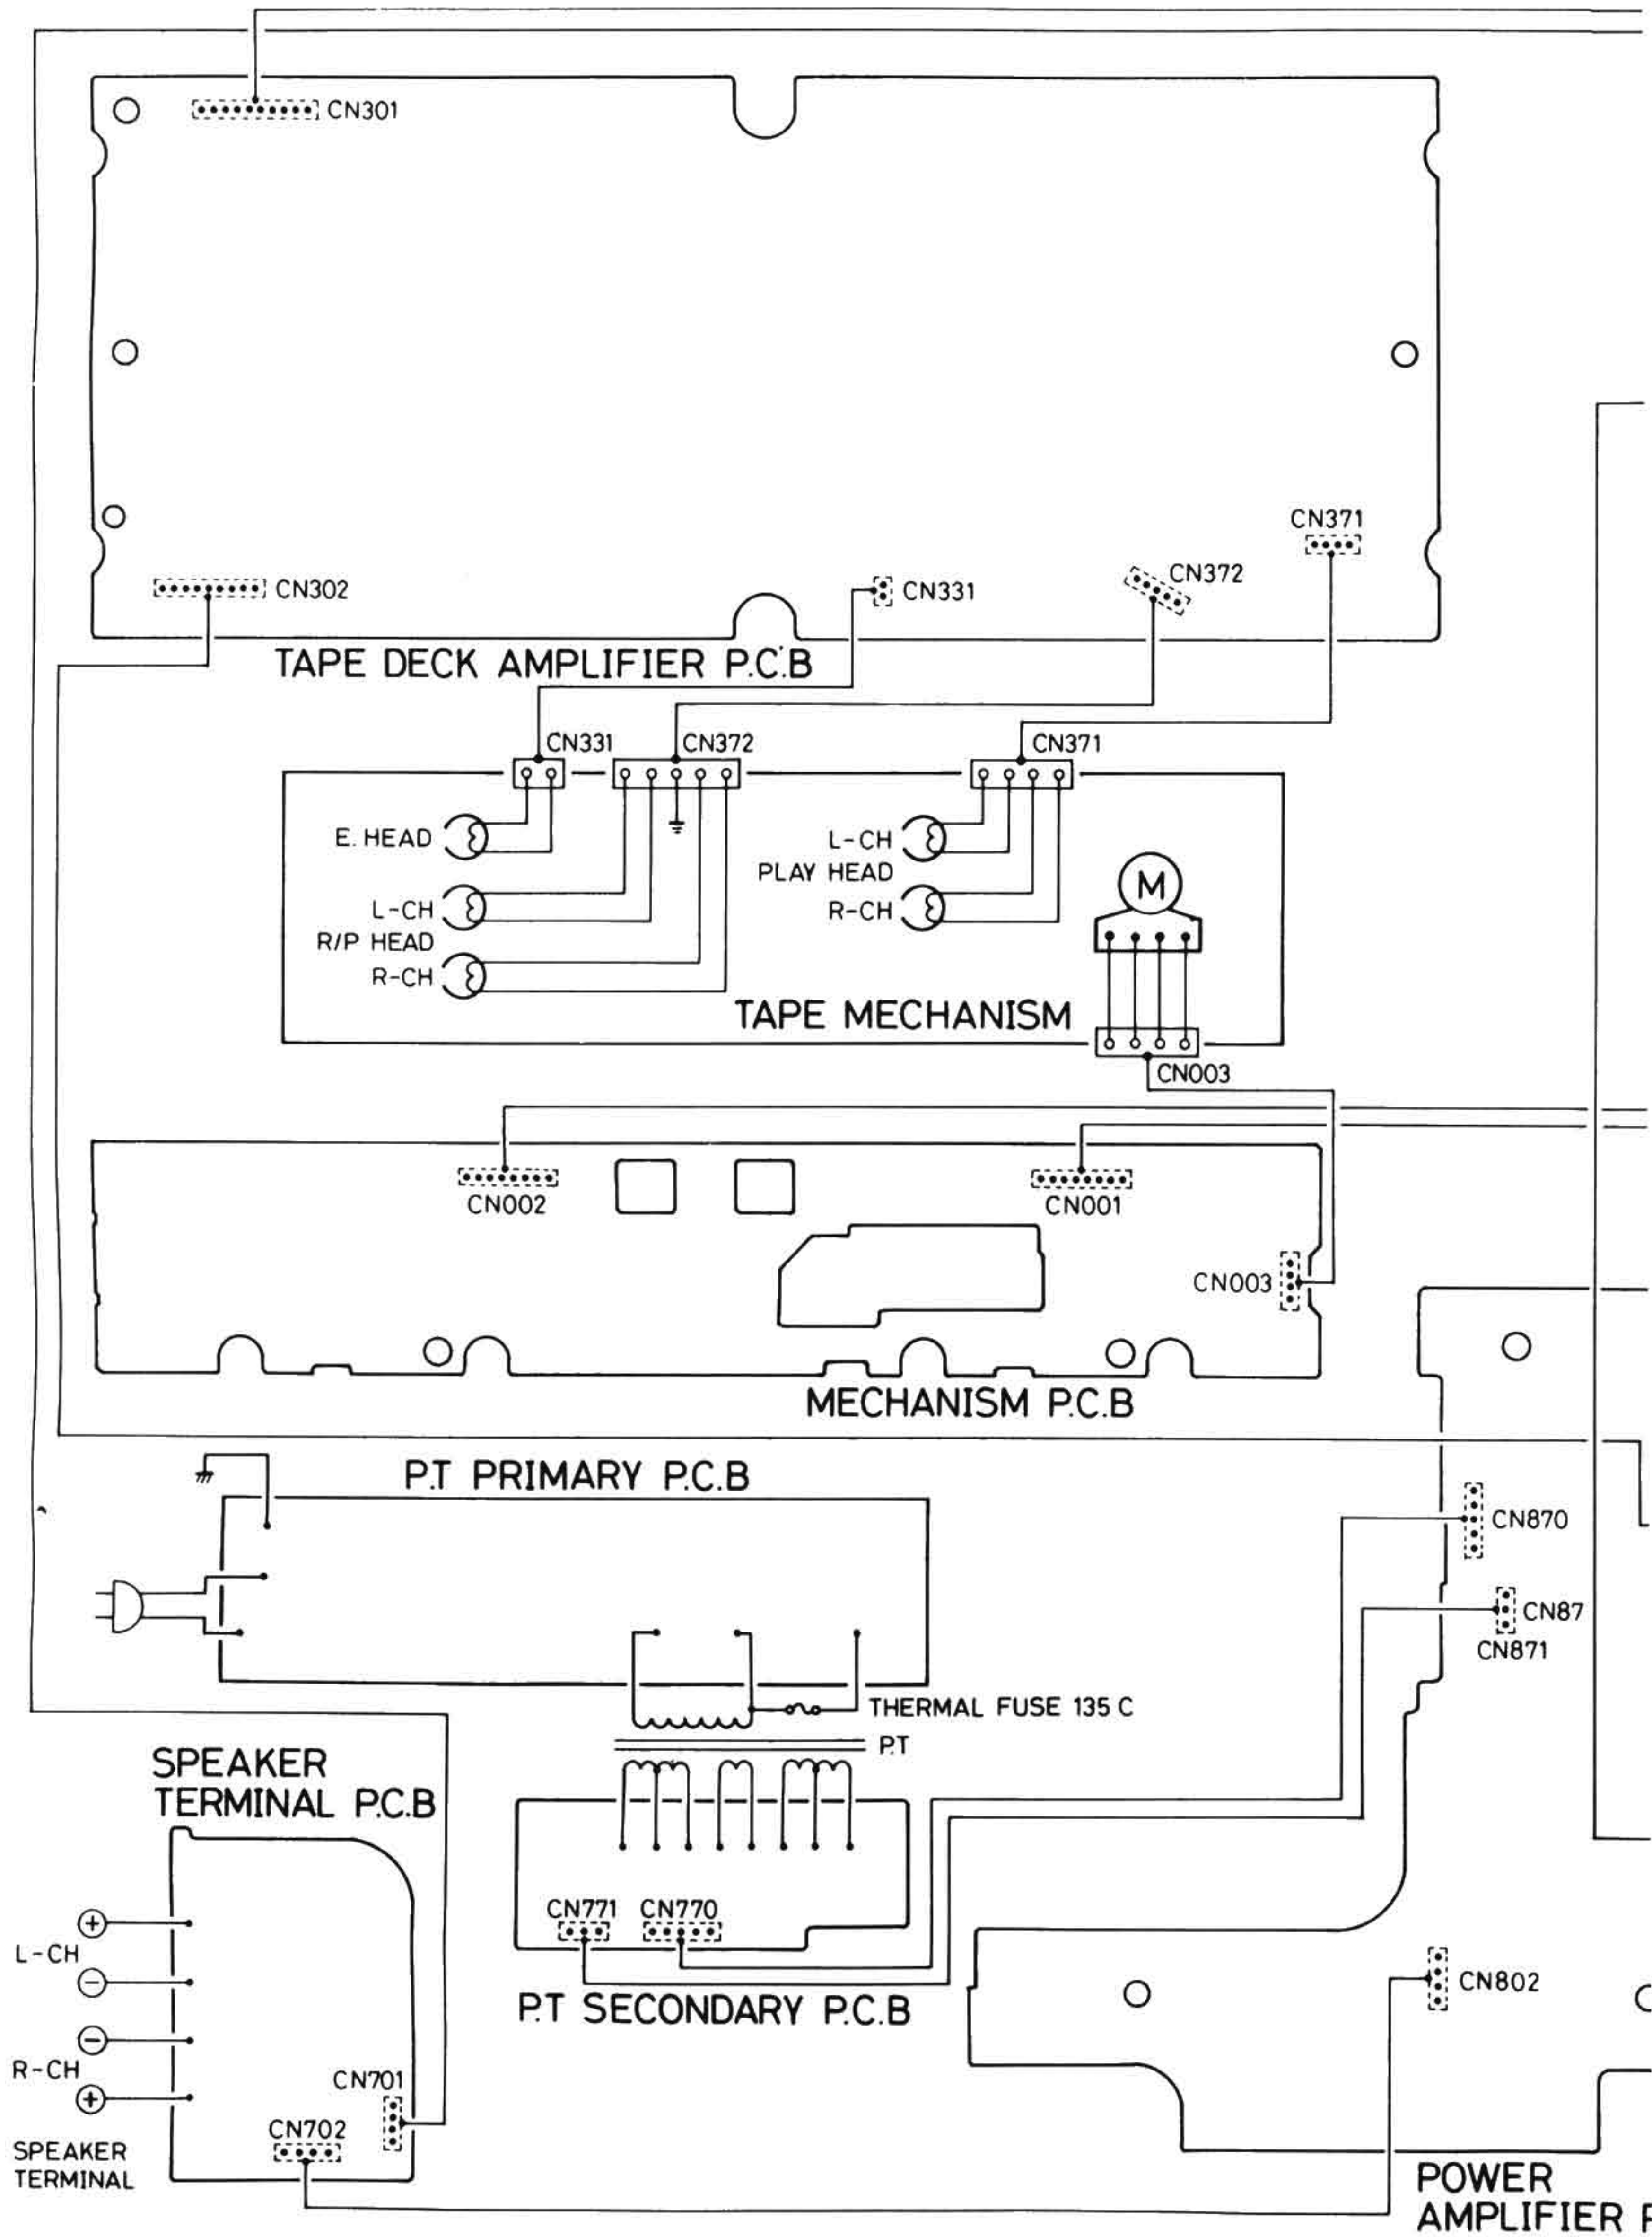 CN301
CN371
CN302
CN331
CN372
TAPE DECK AMPLIFIER P.C.B
CN331
CN372
CN371
E. HEAD
L-CH
R/P HEAD
R-CH
L-CH
PLAY HEAD
R-CH
M
TAPE MECHANISM
CN003
CN002
CN001
CN003
MECHANISM P.C.B
P.T PRIMARY P.C.B
CN870
CN87
CN871
THERMAL FUSE 135 C
P.T
SPEAKER
TERMINAL P.C.B
CN771
CN770
L-CH
R-CH
P.T SECONDARY P.C.B
CN802
CN701
CN702
SPEAKER
TERMINAL
POWER
AMPLIFIER